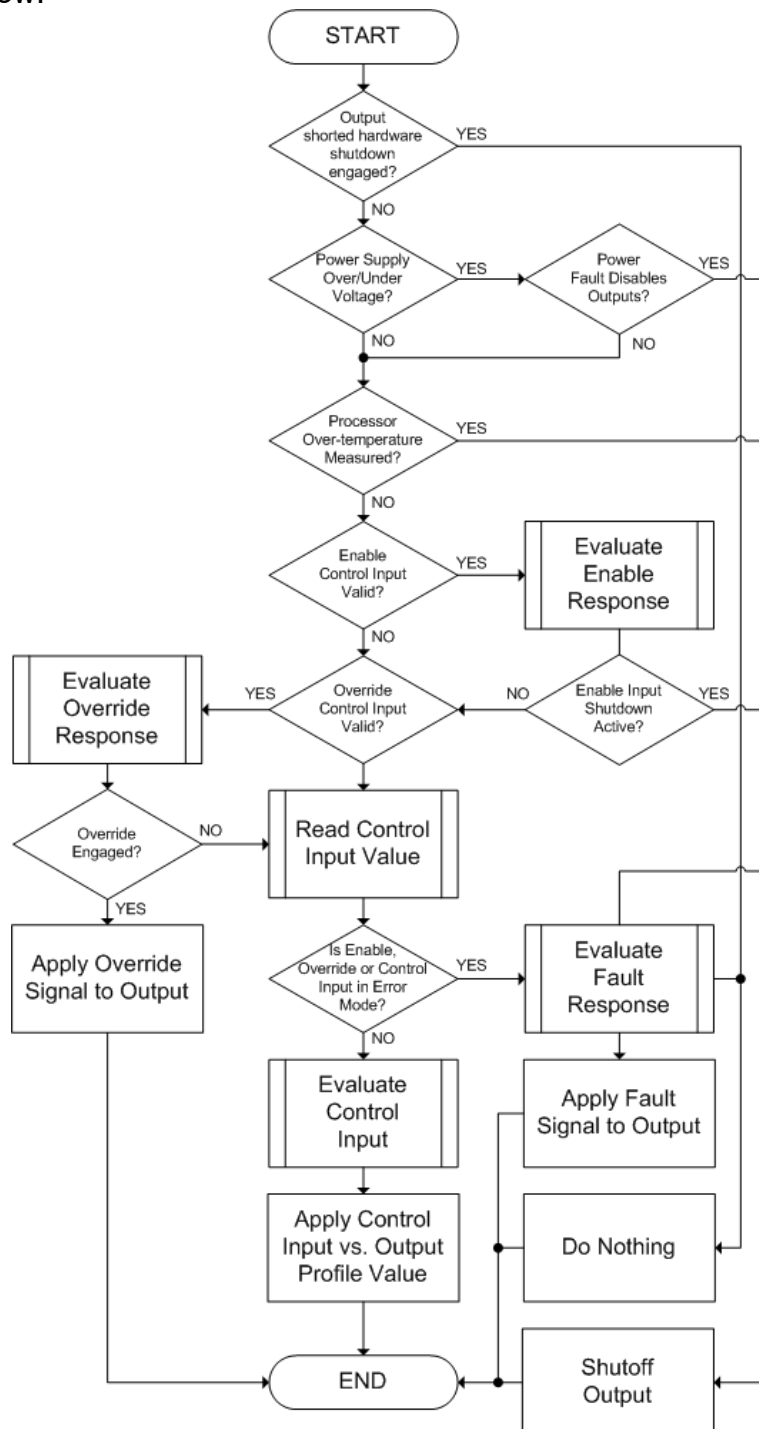 START
Output
shorted hardware
shutdown
engaged?
YES
NO
Power Supply
Over/Under
Voltage?
YES
Power
Fault Disables
Outputs?
YES
NO
NO
Processor
Over-temperature
Measured?
YES
NO
Enable
Control Input
Valid?
YES
Evaluate
Enable
Response
NO
Evaluate
Override
Response
YES
Override
Control Input
Valid?
NO
Enable Input
Shutdown
Active?
YES
Override
Engaged?
NO
Read Control
Input Value
YES
Apply Override
Signal to Output
Is Enable,
Override or Control
Input in Error
Mode?
YES
Evaluate
Fault
Response
NO
Evaluate
Control
Input
Apply Fault
Signal to Output
Apply Control
Input vs. Output
Profile Value
Do Nothing
END
Shutoff
Output